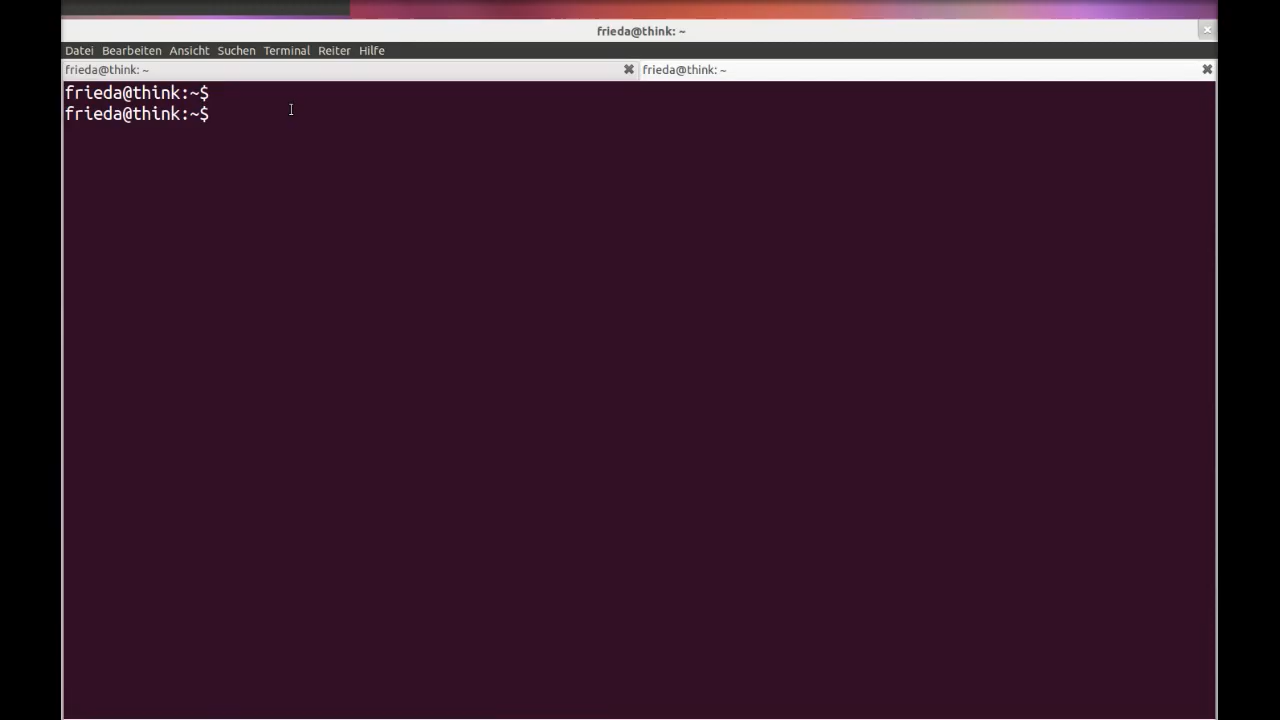 frieda@think: ~
Datei Bearbeiten Ansicht Suchen Terminal Reiter Hilfe
frieda@think: ~ frieda@think: ~
frieda@think:~$
frieda@think:~$